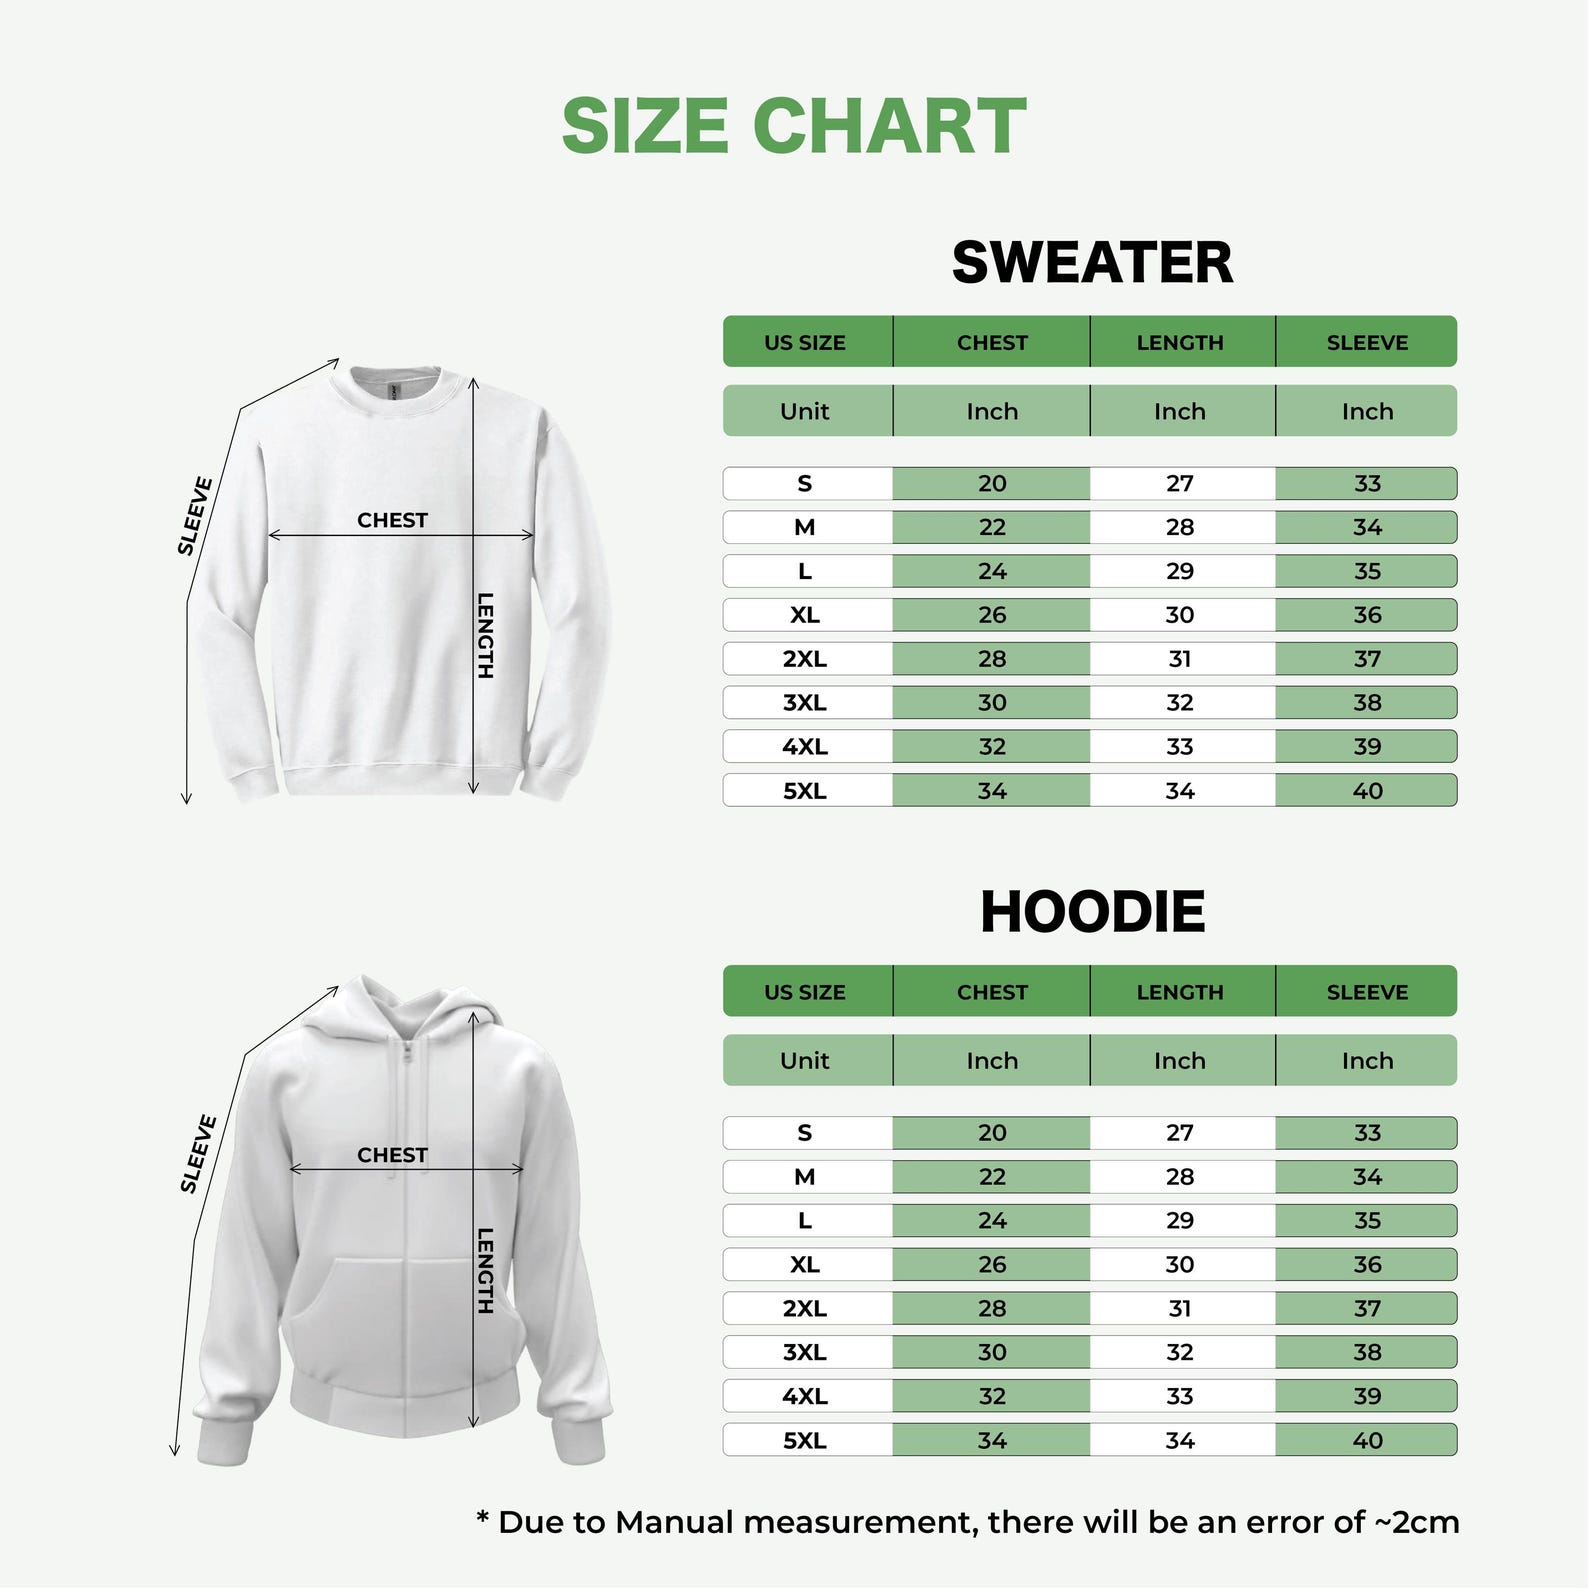 SIZE CHART
SWEATER
US SIZE CHEST LENGTH SLEEVE
Unit Inch Inch Inch
S 20 27 33
M 22 28 34
L 24 29 35
XL 26 30 36
2XL 28 31 37
3XL 30 32 38
4XL 32 33 39
5XL 34 34 40
SLEEVE
CHEST
LENGTH
HOODIE
US SIZE CHEST LENGTH SLEEVE
Unit Inch Inch Inch
S 20 27 33
M 22 28 34
L 24 29 35
XL 26 30 36
2XL 28 31 37
3XL 30 32 38
4XL 32 33 39
5XL 34 34 40
SLEEVE
CHEST
LENGTH
* Due to Manual measurement, there will be an error of ~2cm